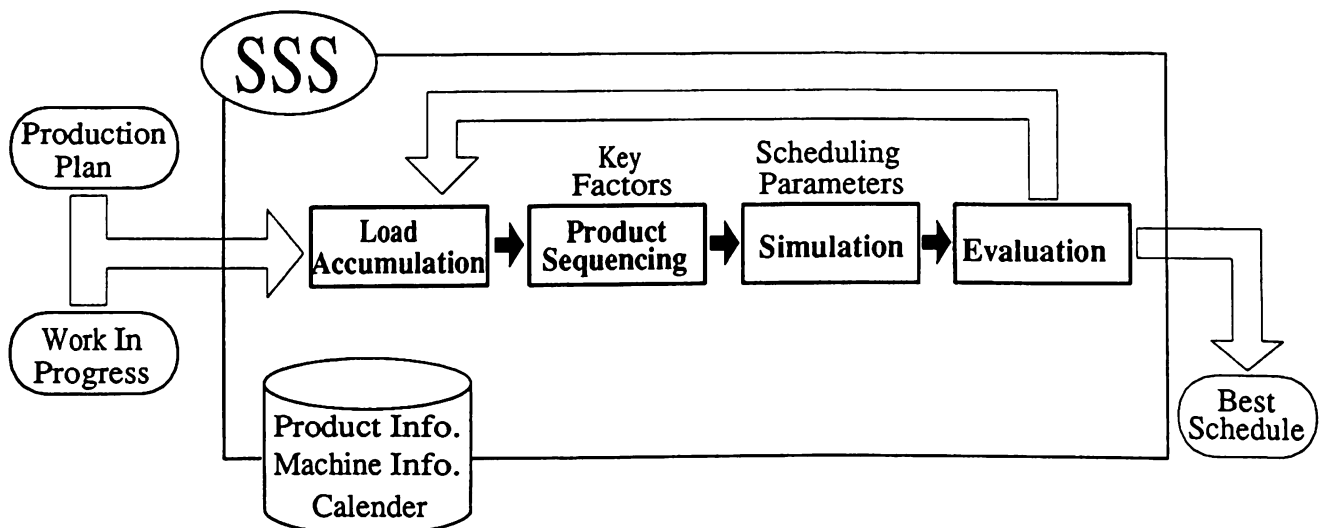 SSS
Production
Plan
Key
Factors
Scheduling
Parameters
Load
Accumulation
Product
Sequencing
Simulation
Evaluation
Work In
Progress
Best
Schedule
Product Info.
Machine Info.
Calender